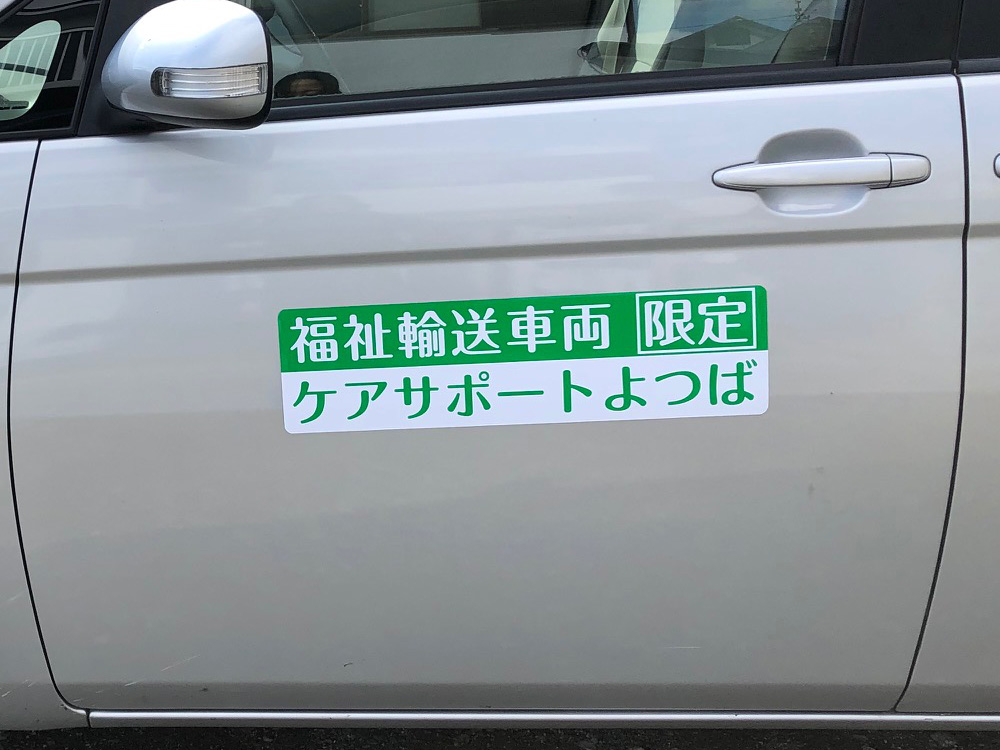 福祉輸送車両 限定
ケアサポートよつば